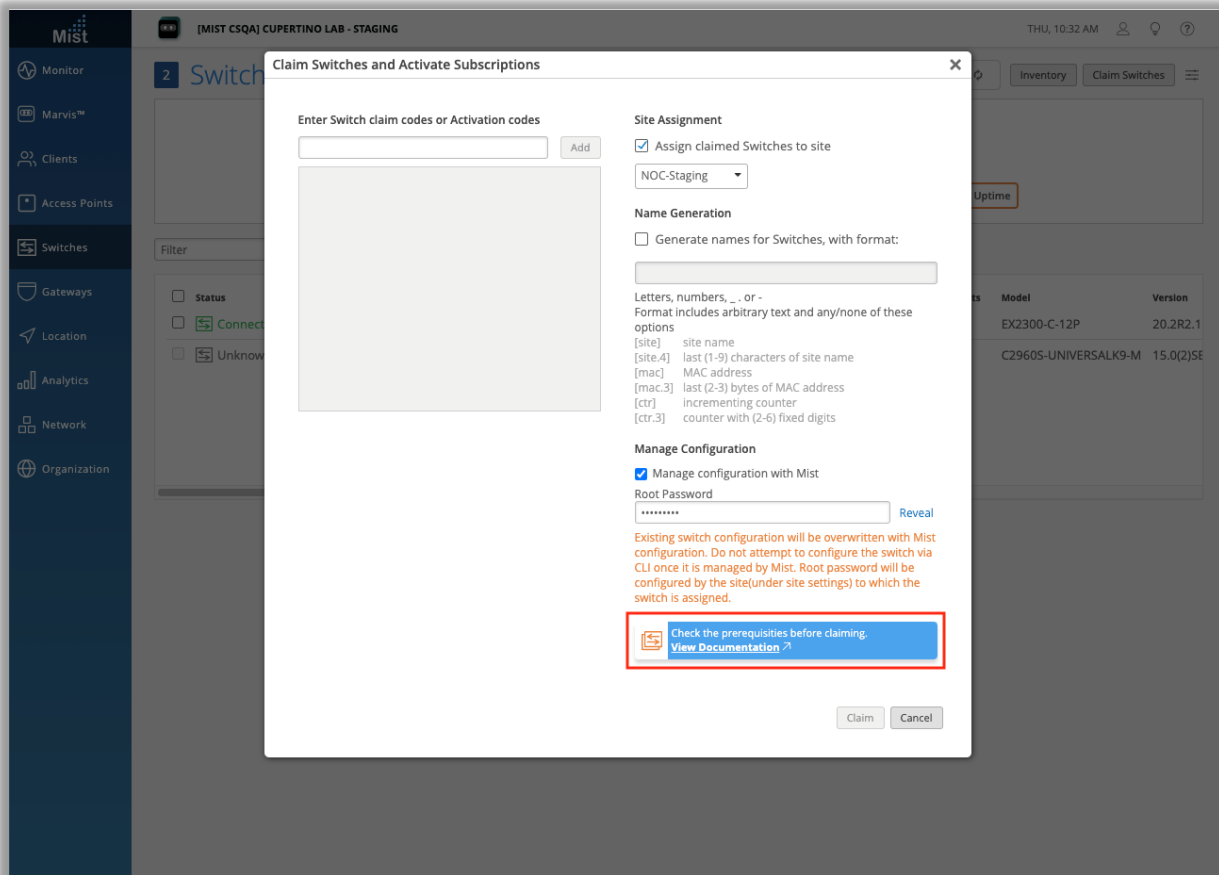 Mist
[MIST CSQA] CUPERTINO LAB - STAGING
THU, 10:32 AM
Monitor
Marvis™
Clients
Access Points
Switches
Gateways
Location
Analytics
Network
Organization
2 Switch
Inventory
Claim Switches
Uptime
Filter
Status
ts
Model
Version
Connect
EX2300-C-12P
20.2R2.1
Unknow
C2960S-UNIVERSALK9-M
15.0(2)SE
Claim Switches and Activate Subscriptions
Enter Switch claim codes or Activation codes
Add
Site Assignment
Assign claimed Switches to site
NOC-Staging
Name Generation
Generate names for Switches, with format:
Letters, numbers, _ . or -
Format includes arbitrary text and any/none of these
options
[site] site name
[site.4] last (1-9) characters of site name
[mac] MAC address
[mac.3] last (2-3) bytes of MAC address
[ctr] incrementing counter
[ctr.3] counter with (2-6) fixed digits
Manage Configuration
Manage configuration with Mist
Root Password
•••••••••
Reveal
Existing switch configuration will be overwritten with Mist
configuration. Do not attempt to configure the switch via
CLI once it is managed by Mist. Root password will be
configured by the site(under site settings) to which the
switch is assigned.
Check the prerequisities before claiming.
View Documentation
Claim
Cancel